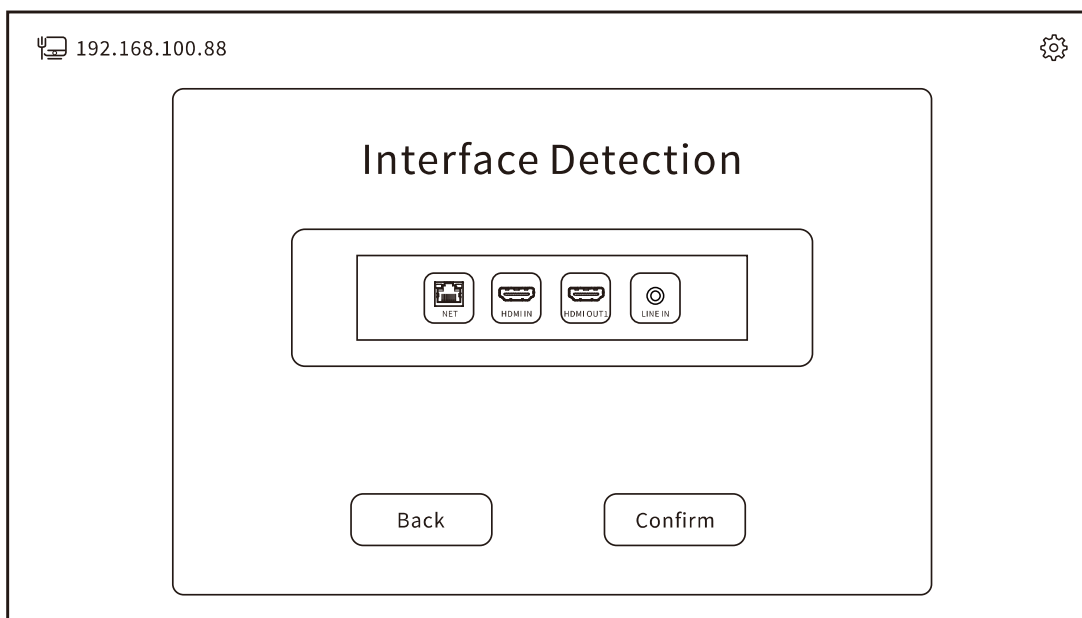 192.168.100.88
Interface Detection
NET HDMI IN HDMI OUT1 LINE IN
Back Confirm